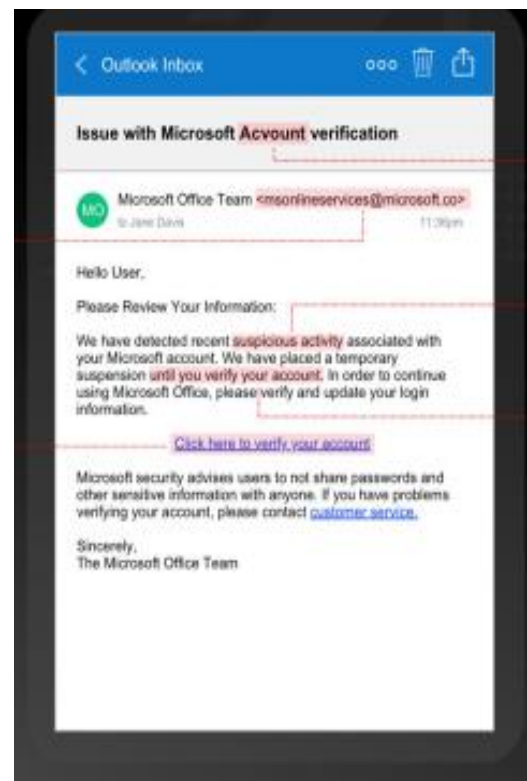 Outlook Inbox
Issue with Microsoft Acvount verification
MO
Microsoft Office Team <msonlineservices@microsoft.co>
to Jane Davis
11:36pm
Hello User,
Please Review Your Information:
We have detected recent suspicious activity associated with
your Microsoft account. We have placed a temporary
suspension until you verify your account. In order to continue
using Microsoft Office, please verify and update your login
information.
Click here to verify your account
Microsoft security advises users to not share passwords and
other sensitive information with anyone. If you have problems
verifying your account, please contact customer service.
Sincerely,
The Microsoft Office Team